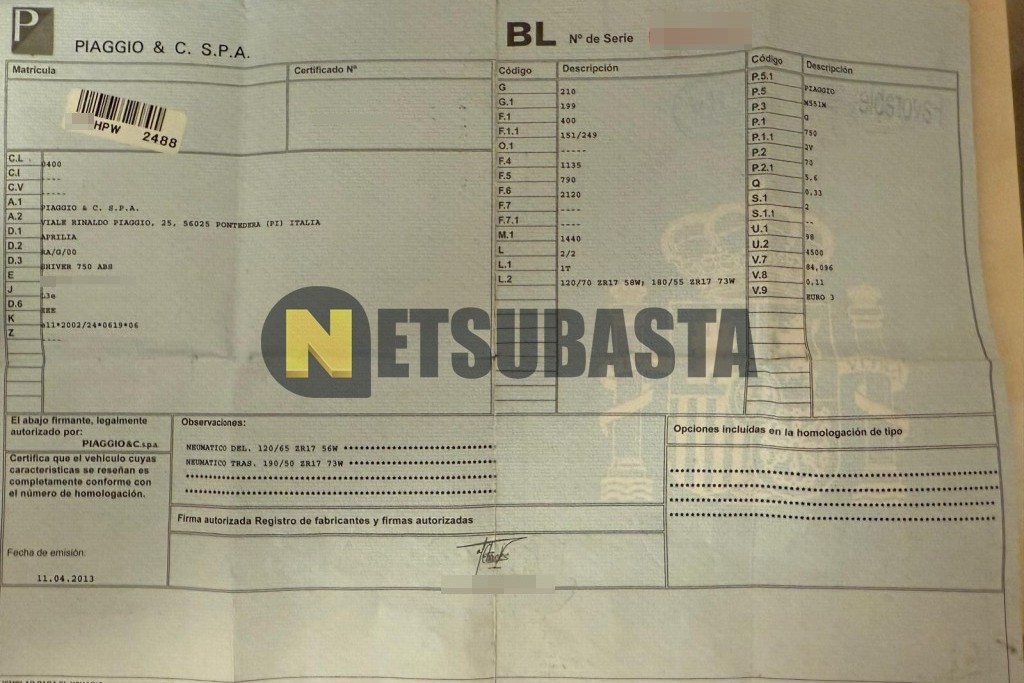 P
PIAGGIO & C. S.P.A.
BL Nº de Serie
Matrícula
Certificado Nº
HPW 2488
C.L 0400
C.I ----
C.V -----
A.1 PIAGGIO & C. S.P.A.
A.2 VIALE RINALDO PIAGGIO, 25, 56025 PONTEDERA (PI) ITALIA
D.1 APRILIA
D.2 RA/G/00
D.3 SHIVER 750 ABS
E
J L3e
D.6 EEE
K e11*2002/24*0619*06
Z ----
Código Descripción
G 210
G.1 199
F.1 400
F.1.1 151/249
O.1 -----
F.4 1135
F.5 790
F.6 2120
F.7 ----
F.7.1 ----
M.1 1440
L 2/2
L.1 1T
L.2 120/70 ZR17 58W; 180/55 ZR17 73W
Código Descripción
P.5.1 PIAGGIO
P.5 M551M
P.3 G
P.1 750
P.1.1 2V
P.2 70
P.2.1 5,6
Q 0,33
S.1 2
S.1.1 --
U.1 98
U.2 4500
V.7 84,096
V.8 0,11
V.9 EURO 3
Favorable
NETSUBASTA
El abajo firmante, legalmente
autorizado por:
PIAGGIO & C. s.p.a.
Certifica que el vehículo cuyas
características se reseñan es
completamente conforme con
el número de homologación.
Fecha de emisión:
11.04.2013
Observaciones:
NEUMATICO DEL. 120/65 ZR17 56W
NEUMATICO TRAS. 190/50 ZR17 73W
Firma autorizada Registro de fabricantes y firmas autorizadas
Opciones incluidas en la homologación de tipo